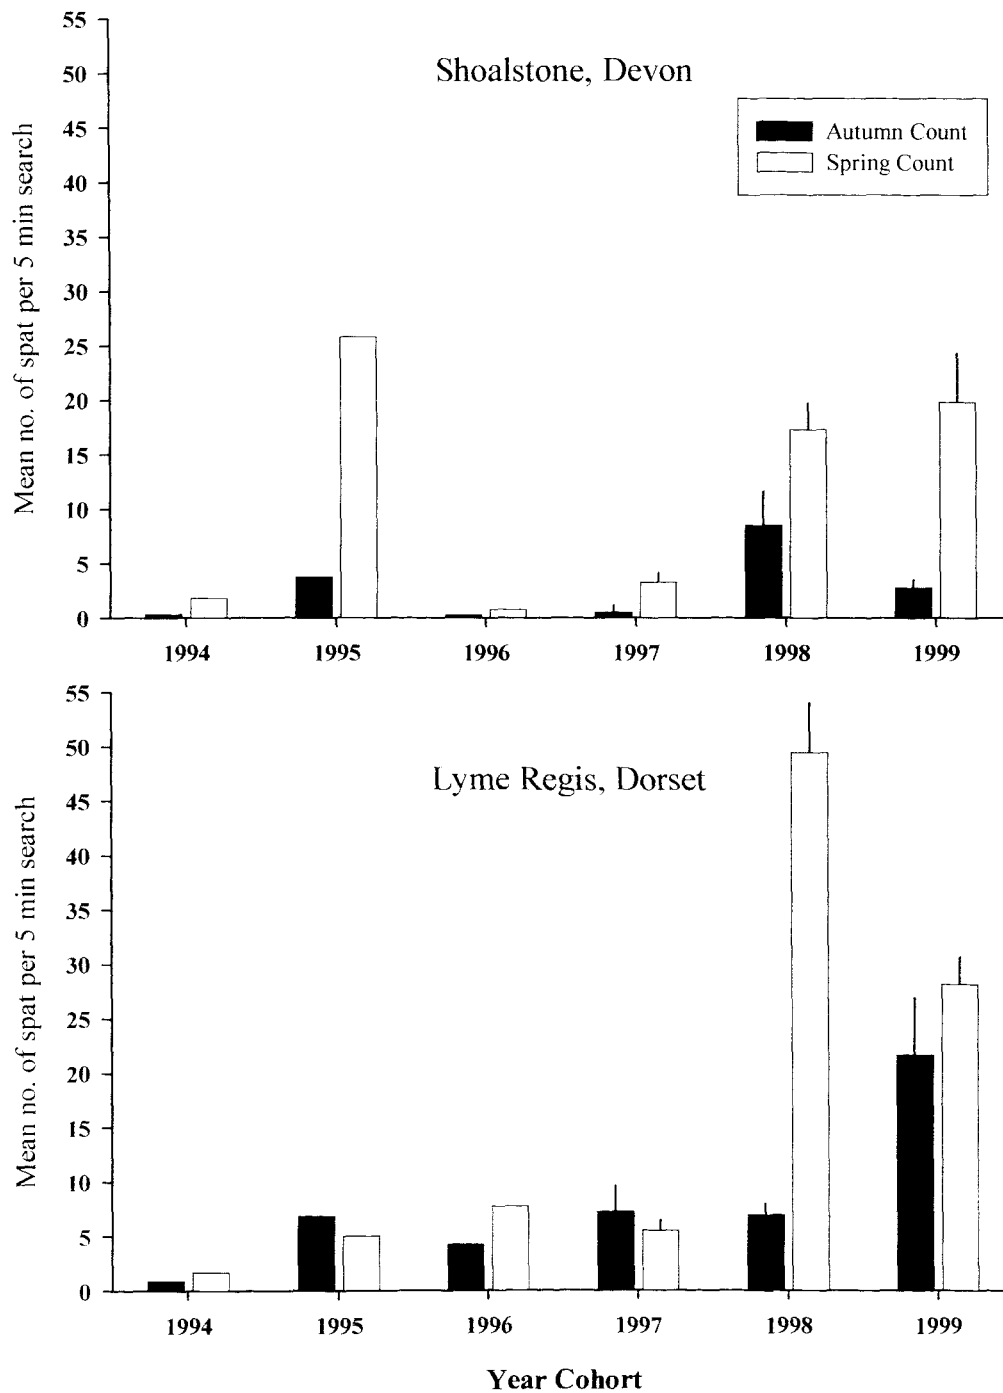 55
50
45
40
35
30
25
20
15
10
5
0
Mean no. of spat per 5 min search
Shoalstone, Devon
Autumn Count
Spring Count
1994 1995 1996 1997 1998 1999
55
50
45
40
35
30
25
20
15
10
5
0
Mean no. of spat per 5 min search
Lyme Regis, Dorset
1994 1995 1996 1997 1998 1999
Year Cohort